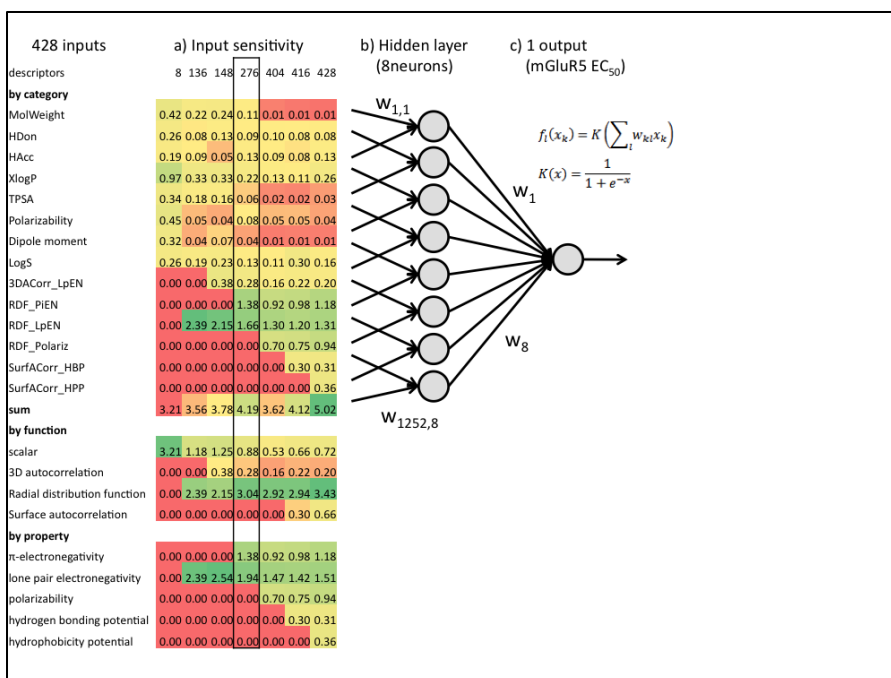 428 inputs a) Input sensitivity b) Hidden layer c) 1 output
(8neurons) (mGluR5 EC50)
descriptors 8 136 148 276 404 416 428
by category
MolWeight 0.42 0.22 0.24 0.11 0.01 0.01 0.01
HDon 0.26 0.08 0.13 0.09 0.10 0.08 0.08
HAcc 0.19 0.09 0.05 0.13 0.09 0.08 0.13
XlogP 0.97 0.33 0.33 0.22 0.13 0.11 0.26
TPSA 0.34 0.18 0.16 0.06 0.02 0.02 0.03
Polarizability 0.45 0.05 0.04 0.08 0.05 0.05 0.04
Dipole moment 0.32 0.04 0.07 0.04 0.01 0.01 0.01
LogS 0.26 0.19 0.23 0.13 0.11 0.30 0.16
3DACorr_LpEN 0.00 0.00 0.38 0.28 0.16 0.22 0.20
RDF_PiEN 0.00 0.00 0.00 1.38 0.92 0.98 1.18
RDF_LpEN 0.00 2.39 2.15 1.66 1.30 1.20 1.31
RDF_Polariz 0.00 0.00 0.00 0.00 0.70 0.75 0.94
SurfACorr_HBP 0.00 0.00 0.00 0.00 0.00 0.30 0.31
SurfACorr_HPP 0.00 0.00 0.00 0.00 0.00 0.00 0.36
sum 3.21 3.56 3.78 4.19 3.62 4.12 5.02
by function
scalar 3.21 1.18 1.25 0.88 0.53 0.66 0.72
3D autocorrelation 0.00 0.00 0.38 0.28 0.16 0.22 0.20
Radial distribution function 0.00 2.39 2.15 3.04 2.92 2.94 3.43
Surface autocorrelation 0.00 0.00 0.00 0.00 0.00 0.30 0.66
by property
π-electronegativity 0.00 0.00 0.00 1.38 0.92 0.98 1.18
lone pair electronegativity 0.00 2.39 2.54 1.94 1.47 1.42 1.51
polarizability 0.00 0.00 0.00 0.00 0.70 0.75 0.94
hydrogen bonding potential 0.00 0.00 0.00 0.00 0.00 0.30 0.31
hydrophobicity potential 0.00 0.00 0.00 0.00 0.00 0.00 0.36
w1,1
w1252,8
w1
w8
fl(xk) = K(∑l wkl xk)
K(x) = 1 / (1 + e^−x)